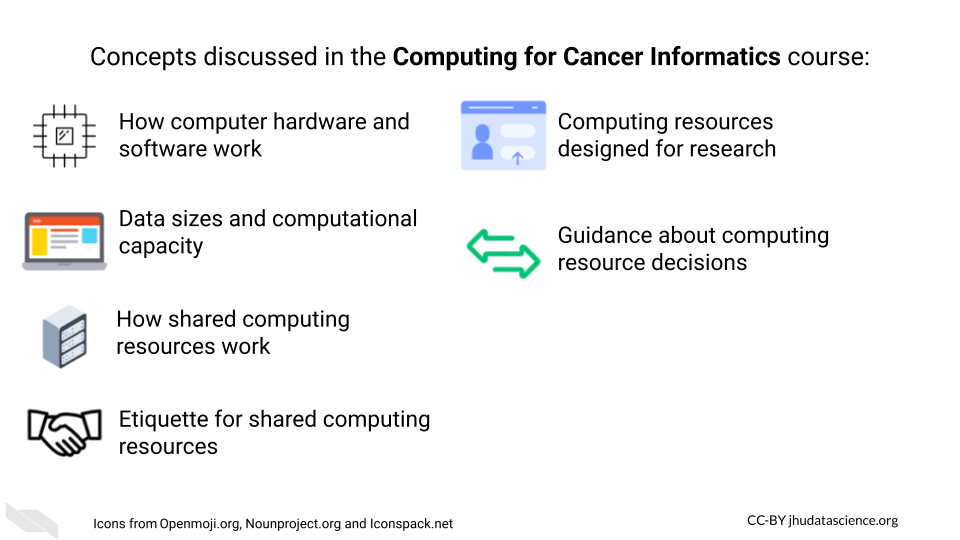 Concepts discussed in the Computing for Cancer Informatics course:
How computer hardware and
software work
Data sizes and computational
capacity
How shared computing
resources work
Etiquette for shared computing
resources
Computing resources
designed for research
Guidance about computing
resource decisions
Icons from Openmoji.org, Nounproject.org and Iconspack.net
CC-BY jhudatascience.org